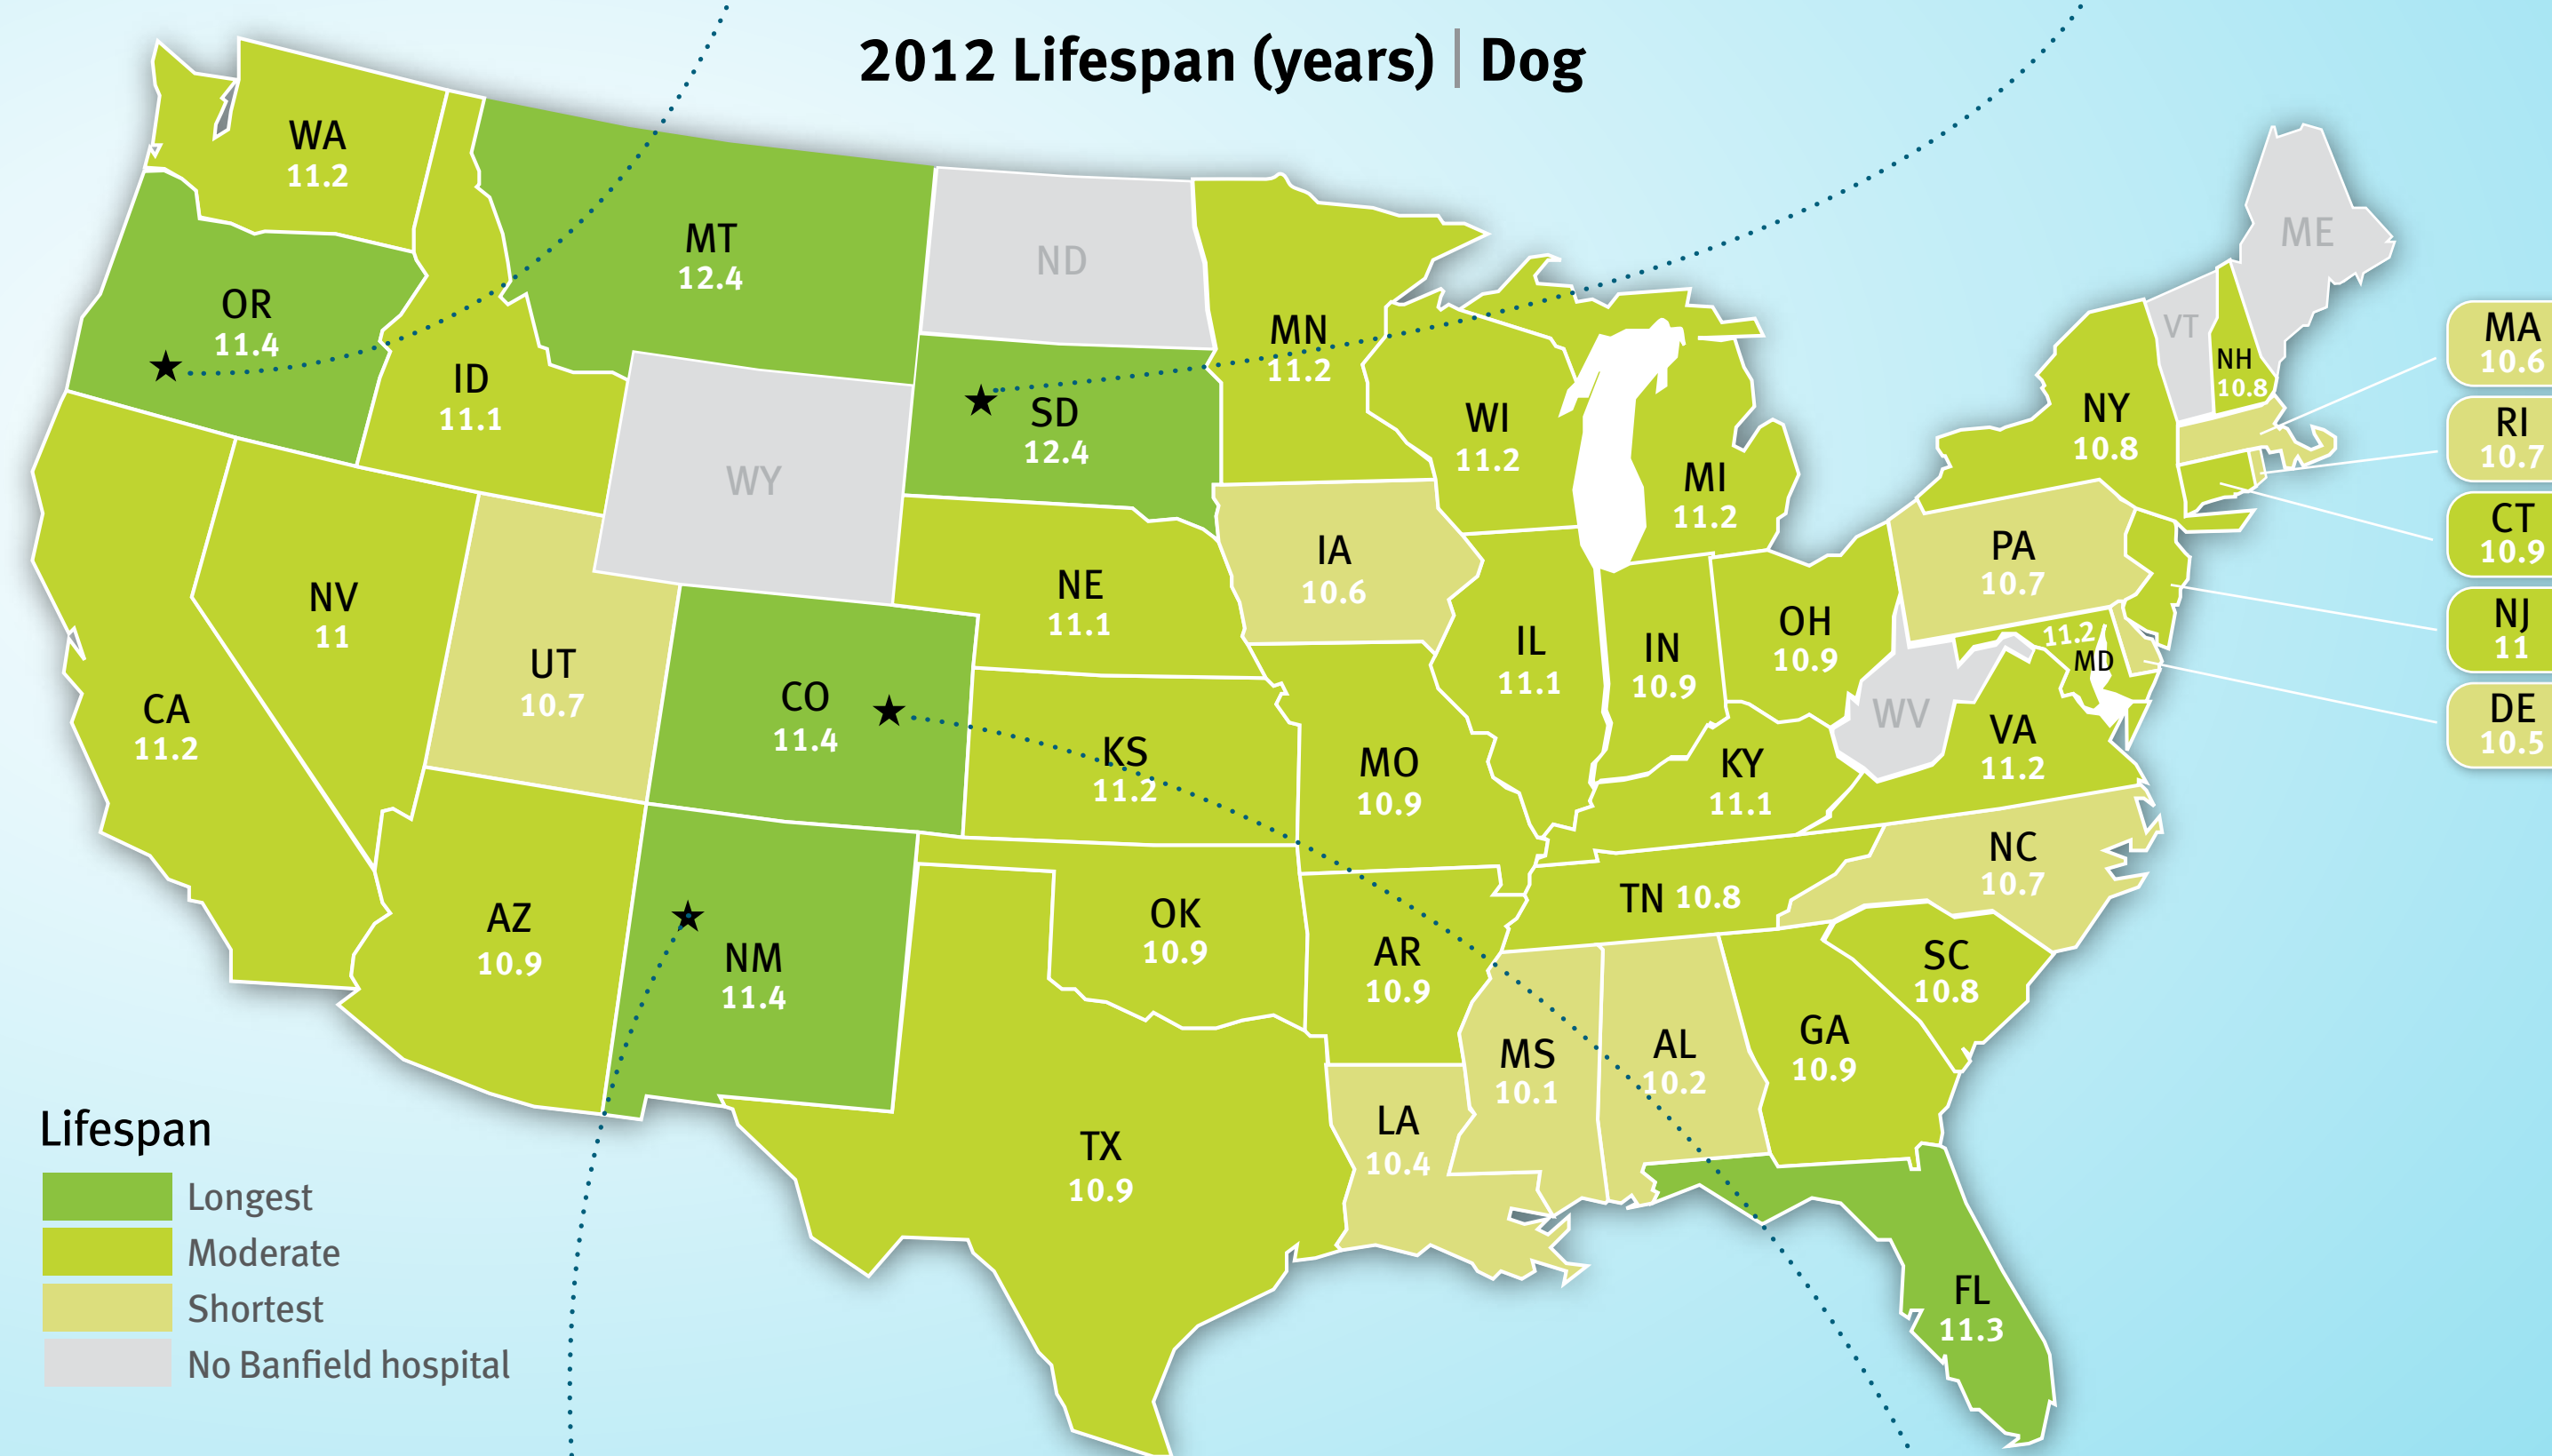 2012 Lifespan (years) | Dog
WA
11.2
OR
11.4
MT
12.4
ID
11.1
ND
WY
SD
12.4
MN
11.2
WI
11.2
MI
11.2
ME
VT
NH
10.8
NY
10.8
MA
10.6
RI
10.7
CT
10.9
NJ
11
DE
10.5
CA
11.2
NV
11
UT
10.7
CO
11.4
NE
11.1
KS
11.2
IA
10.6
MO
10.9
IL
11.1
IN
10.9
OH
10.9
PA
10.7
11.2
MD
WV
VA
11.2
KY
11.1
NC
10.7
TN 10.8
SC
10.8
AZ
10.9
NM
11.4
OK
10.9
AR
10.9
TX
10.9
LA
10.4
MS
10.1
AL
10.2
GA
10.9
FL
11.3
Lifespan
Longest
Moderate
Shortest
No Banfield hospital